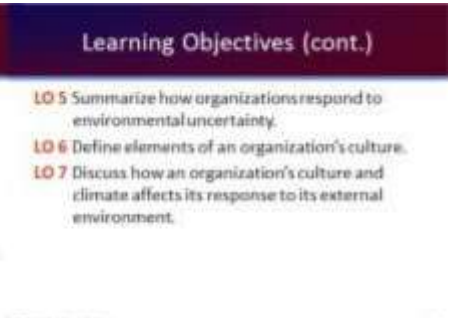 Learning Objectives (cont.)
LO 5 Summarize how organizations respond to
environmental uncertainty.
LO 6 Define elements of an organization's culture.
LO 7 Discuss how an organization's culture and
climate affects its response to its external
environment.